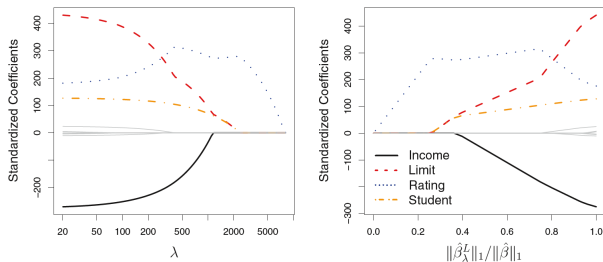 Standardized Coefficients
400
300
200
100
0
−200
20 50 100 200 500 2000 5000
λ
Standardized Coefficients
400
300
200
100
0
−100
−300
Income
Limit
Rating
Student
0.0 0.2 0.4 0.6 0.8 1.0
‖β̂λᴸ‖₁/‖β̂‖₁